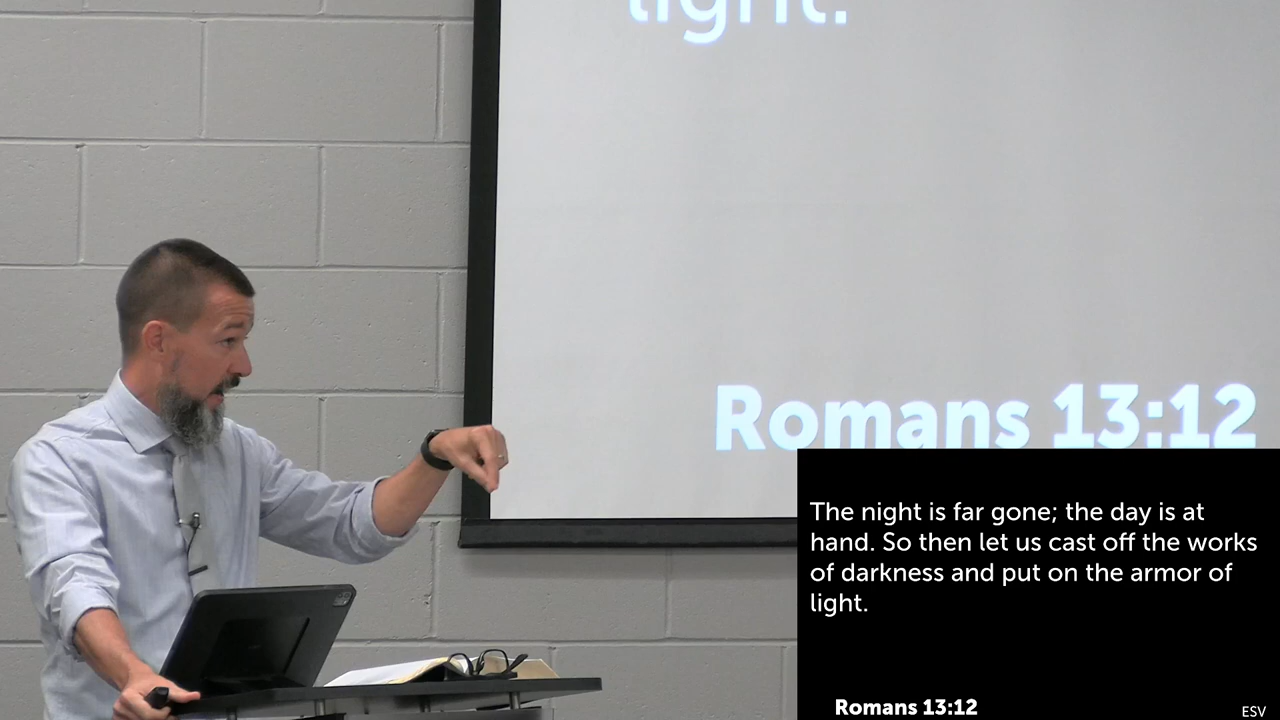 light.
Romans 13:12
The night is far gone; the day is at
hand. So then let us cast off the works
of darkness and put on the armor of
light.
Romans 13:12
ESV